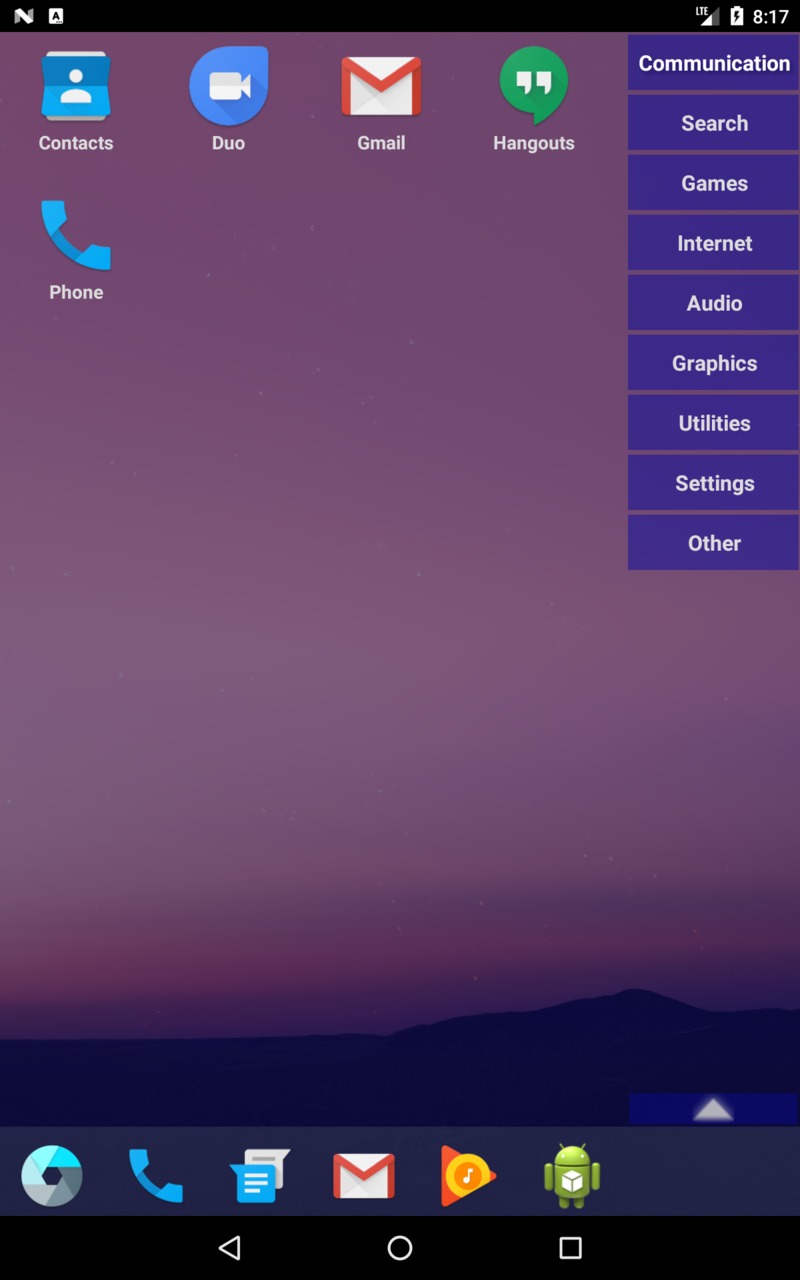 LTE 8:17
Contacts
Duo
Gmail
Hangouts
Phone
Communication
Search
Games
Internet
Audio
Graphics
Utilities
Settings
Other